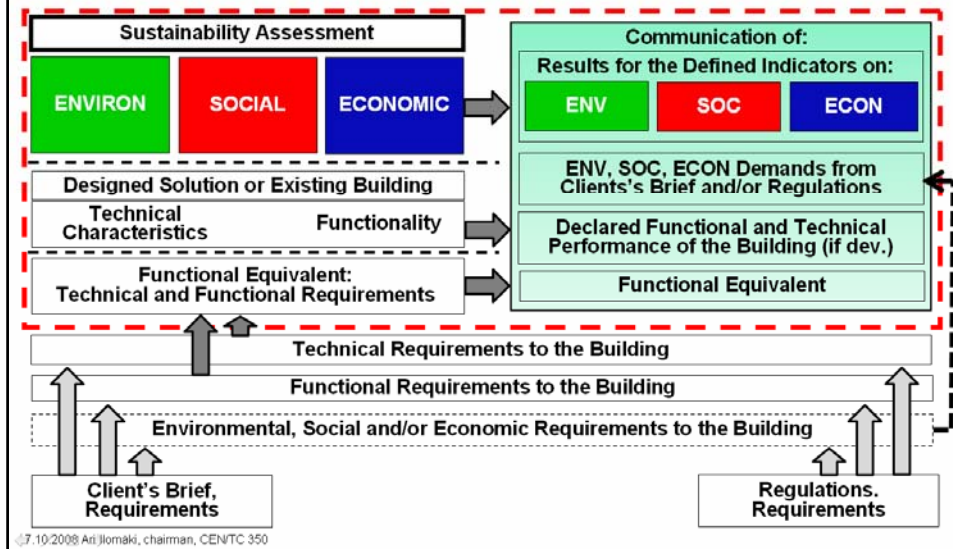 Sustainability Assessment
ENVIRON
SOCIAL
ECONOMIC
Communication of:
Results for the Defined Indicators on:
ENV
SOC
ECON
Designed Solution or Existing Building
Technical
Characteristics
Functionality
ENV, SOC, ECON Demands from
Clients's Brief and/or Regulations
Declared Functional and Technical
Performance of the Building (if dev.)
Functional Equivalent:
Technical and Functional Requirements
Functional Equivalent
Technical Requirements to the Building
Functional Requirements to the Building
Environmental, Social and/or Economic Requirements to the Building
Client's Brief,
Requirements
Regulations.
Requirements
7.10.2008 Ari Ilomäki, chairman, CEN/TC 350